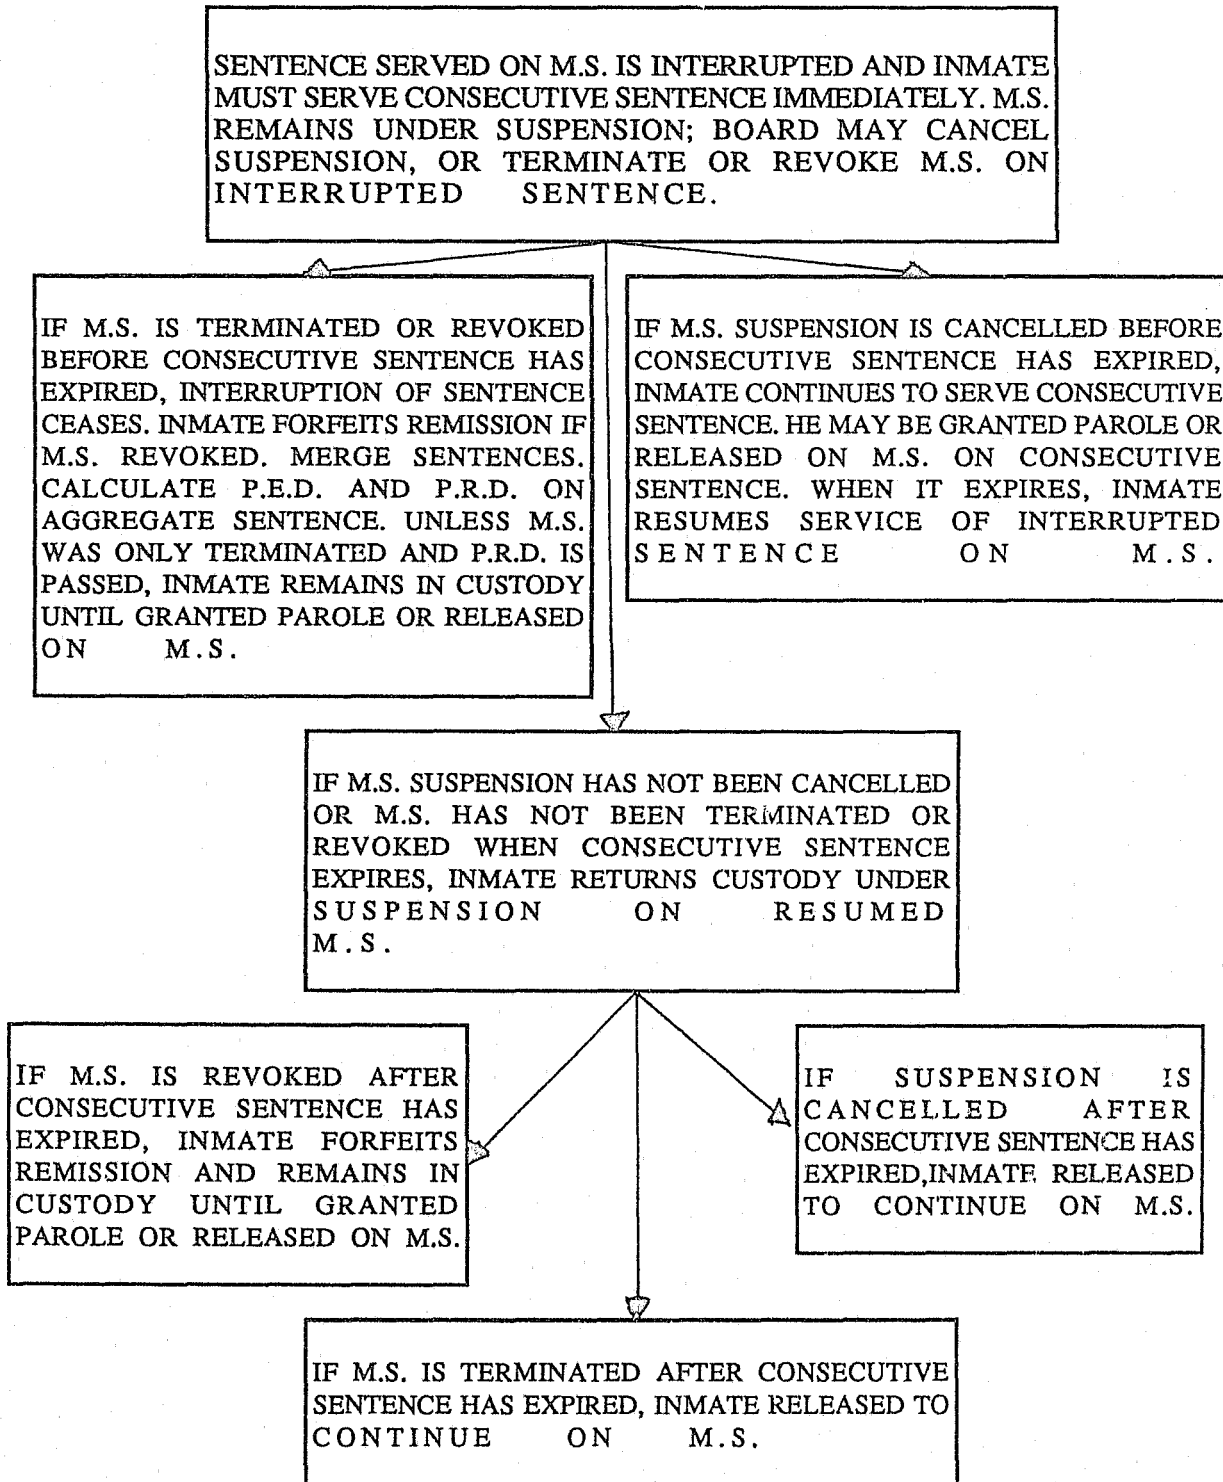 SENTENCE SERVED ON M.S. IS INTERRUPTED AND INMATE
MUST SERVE CONSECUTIVE SENTENCE IMMEDIATELY. M.S.
REMAINS UNDER SUSPENSION; BOARD MAY CANCEL
SUSPENSION, OR TERMINATE OR REVOKE M.S. ON
INTERRUPTED SENTENCE.
IF M.S. IS TERMINATED OR REVOKED
BEFORE CONSECUTIVE SENTENCE HAS
EXPIRED, INTERRUPTION OF SENTENCE
CEASES. INMATE FORFEITS REMISSION IF
M.S. REVOKED. MERGE SENTENCES.
CALCULATE P.E.D. AND P.R.D. ON
AGGREGATE SENTENCE. UNLESS M.S.
WAS ONLY TERMINATED AND P.R.D. IS
PASSED, INMATE REMAINS IN CUSTODY
UNTIL GRANTED PAROLE OR RELEASED
ON M.S.
IF M.S. SUSPENSION IS CANCELLED BEFORE
CONSECUTIVE SENTENCE HAS EXPIRED,
INMATE CONTINUES TO SERVE CONSECUTIVE
SENTENCE. HE MAY BE GRANTED PAROLE OR
RELEASED ON M.S. ON CONSECUTIVE
SENTENCE. WHEN IT EXPIRES, INMATE
RESUMES SERVICE OF INTERRUPTED
SENTENCE ON M.S.
IF M.S. SUSPENSION HAS NOT BEEN CANCELLED
OR M.S. HAS NOT BEEN TERMINATED OR
REVOKED WHEN CONSECUTIVE SENTENCE
EXPIRES, INMATE RETURNS CUSTODY UNDER
SUSPENSION ON RESUMED
M.S.
IF M.S. IS REVOKED AFTER
CONSECUTIVE SENTENCE HAS
EXPIRED, INMATE FORFEITS
REMISSION AND REMAINS IN
CUSTODY UNTIL GRANTED
PAROLE OR RELEASED ON M.S.
IF SUSPENSION IS
CANCELLED AFTER
CONSECUTIVE SENTENCE HAS
EXPIRED,INMATE RELEASED
TO CONTINUE ON M.S.
IF M.S. IS TERMINATED AFTER CONSECUTIVE
SENTENCE HAS EXPIRED, INMATE RELEASED TO
CONTINUE ON M.S.